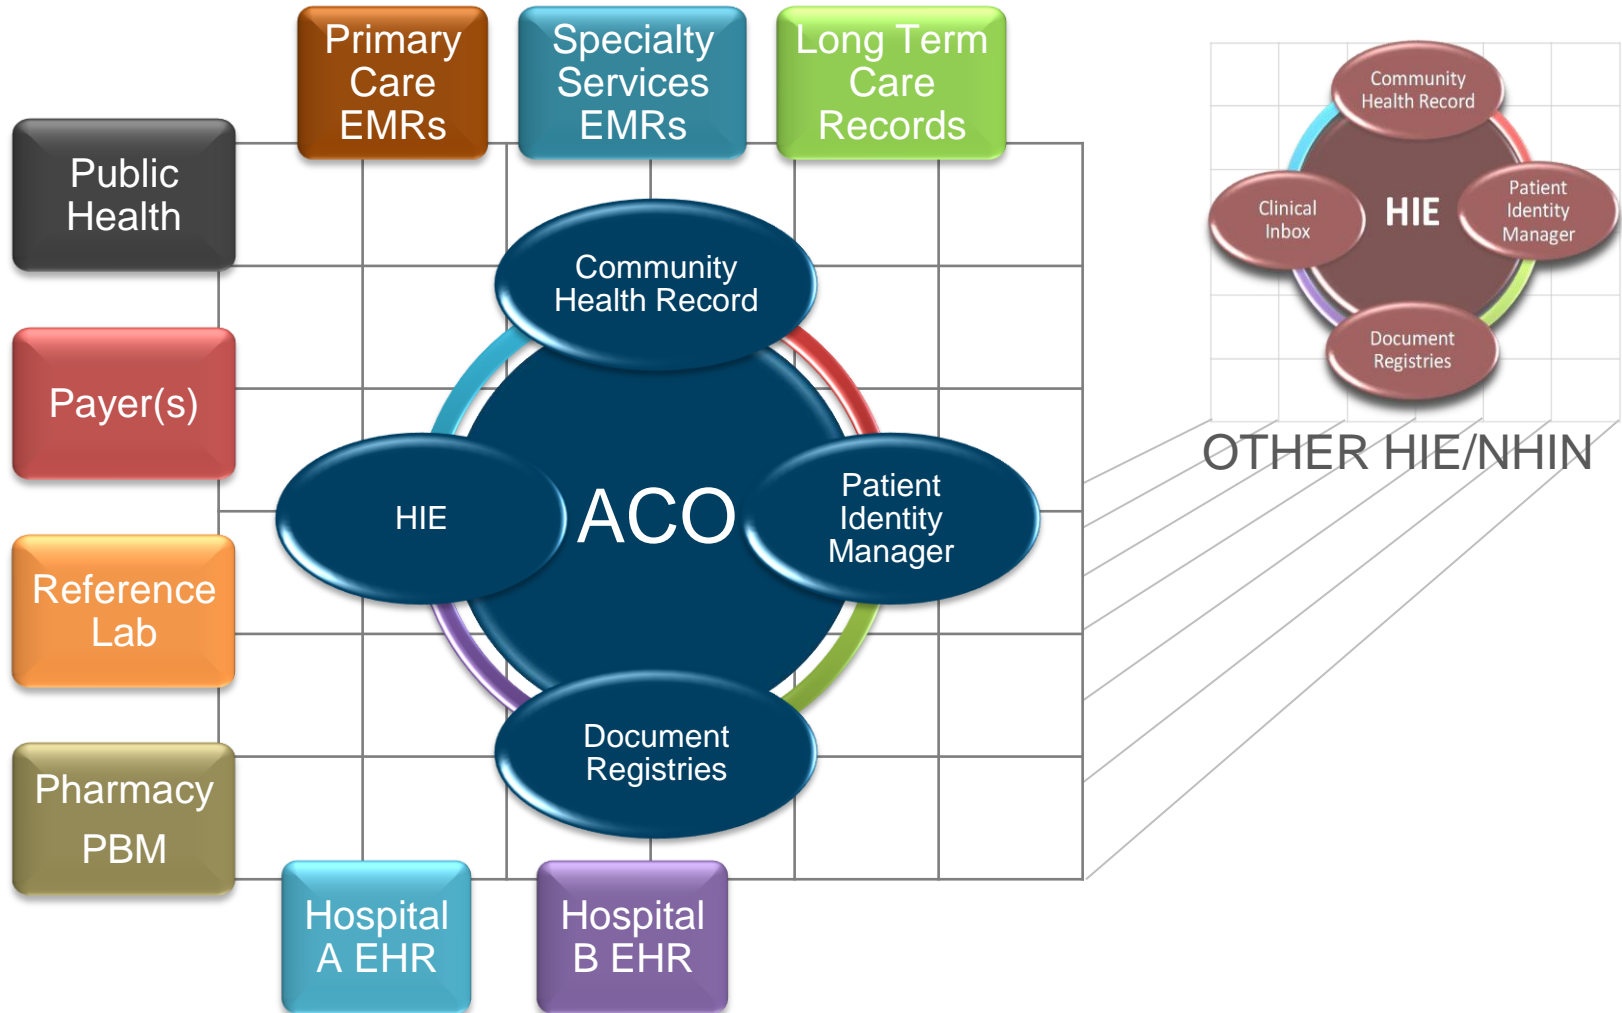 Primary
Care
EMRs
Specialty
Services
EMRs
Long Term
Care
Records
Public
Health
Payer(s)
Reference
Lab
Pharmacy
PBM
Community
Health Record
HIE
ACO
Patient
Identity
Manager
Document
Registries
Hospital
A EHR
Hospital
B EHR
Community
Health Record
Clinical
Inbox
HIE
Patient
Identity
Manager
Document
Registries
OTHER HIE/NHIN